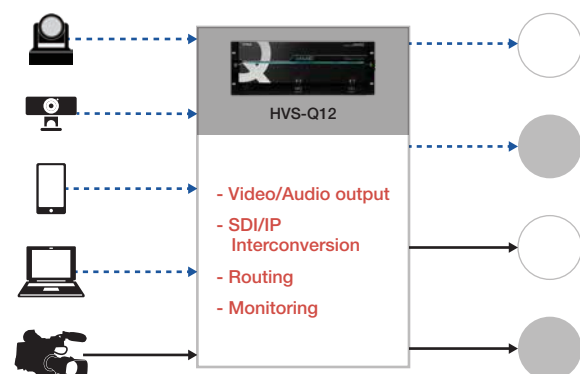 HVS-Q12
- Video/Audio output
- SDI/IP
Interconversion
- Routing
- Monitoring